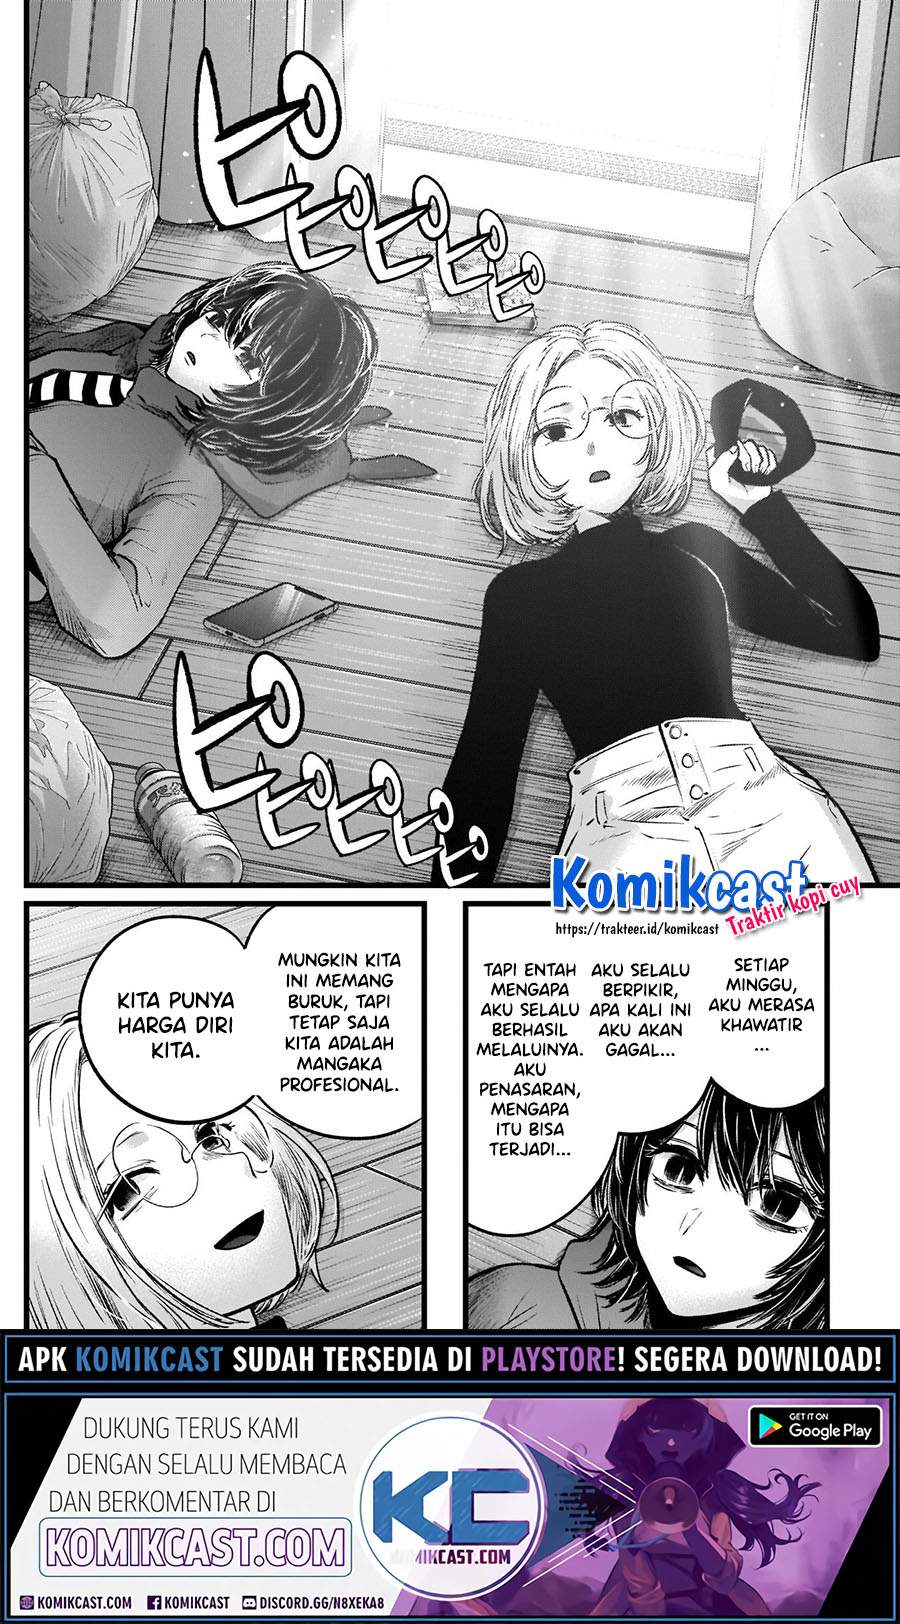 ピピピピピピ
ピピピピピ
Komikcast
Traktir kopi cuy
https://trakteer.id/komikcast
SETIAP
MINGGU,
AKU MERASA
KHAWATIR
...
AKU SELALU
BERPIKIR,
APA KALI INI
AKU AKAN
GAGAL...
TAPI ENTAH
MENGAPA
AKU SELALU
BERHASIL
MELALUINYA.
AKU
PENASARAN,
MENGAPA
ITU BISA
TERJADI...
MUNGKIN KITA
INI MEMANG
BURUK, TAPI
TETAP SAJA
KITA ADALAH
MANGAKA
PROFESIONAL.
KITA PUNYA
HARGA DIRI
KITA.
APK KOMIKCAST SUDAH TERSEDIA DI PLAYSTORE! SEGERA DOWNLOAD!
DUKUNG TERUS KAMI
DENGAN SELALU MEMBACA
DAN BERKOMENTAR DI
KOMIKCAST.COM
KOMIKCAST.COM
KOMIKCAST
DISCORD.GG/N8XEKA8
KC
KOMIKCAST.COM
GET IT ON
Google Play